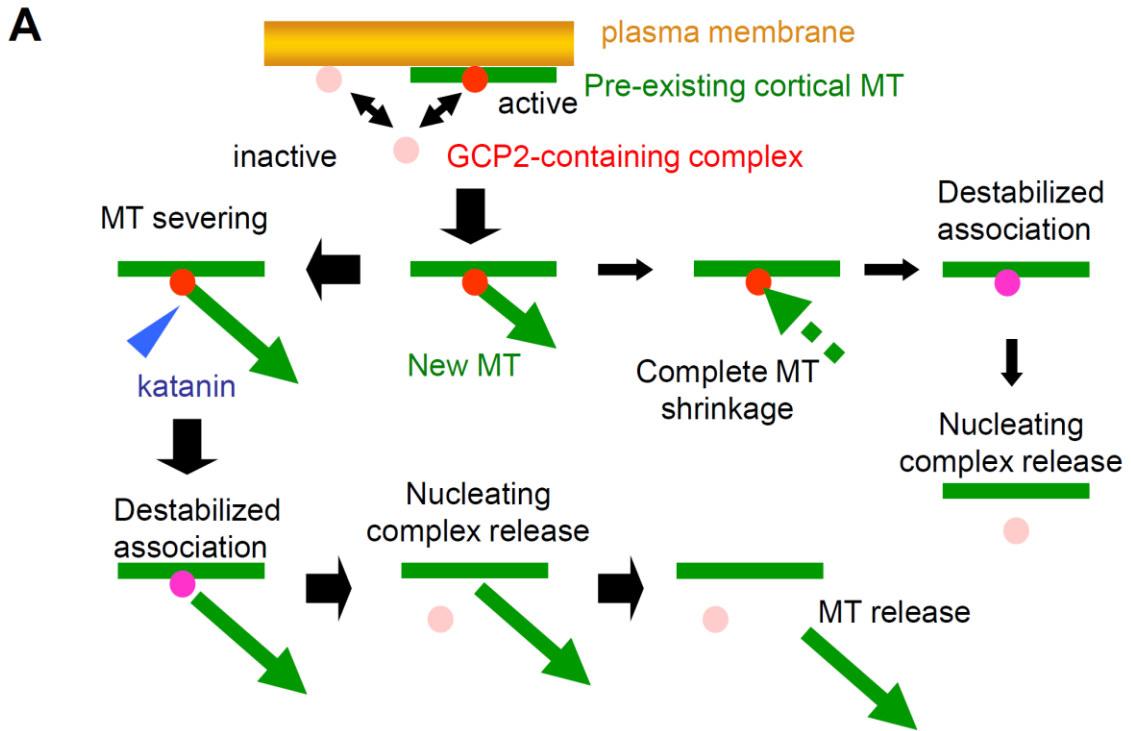 A
plasma membrane
Pre-existing cortical MT
active
inactive
GCP2-containing complex
MT severing
Destabilized
association
katanin
New MT
Complete MT
shrinkage
Nucleating
complex release
Destabilized
association
Nucleating
complex release
MT release